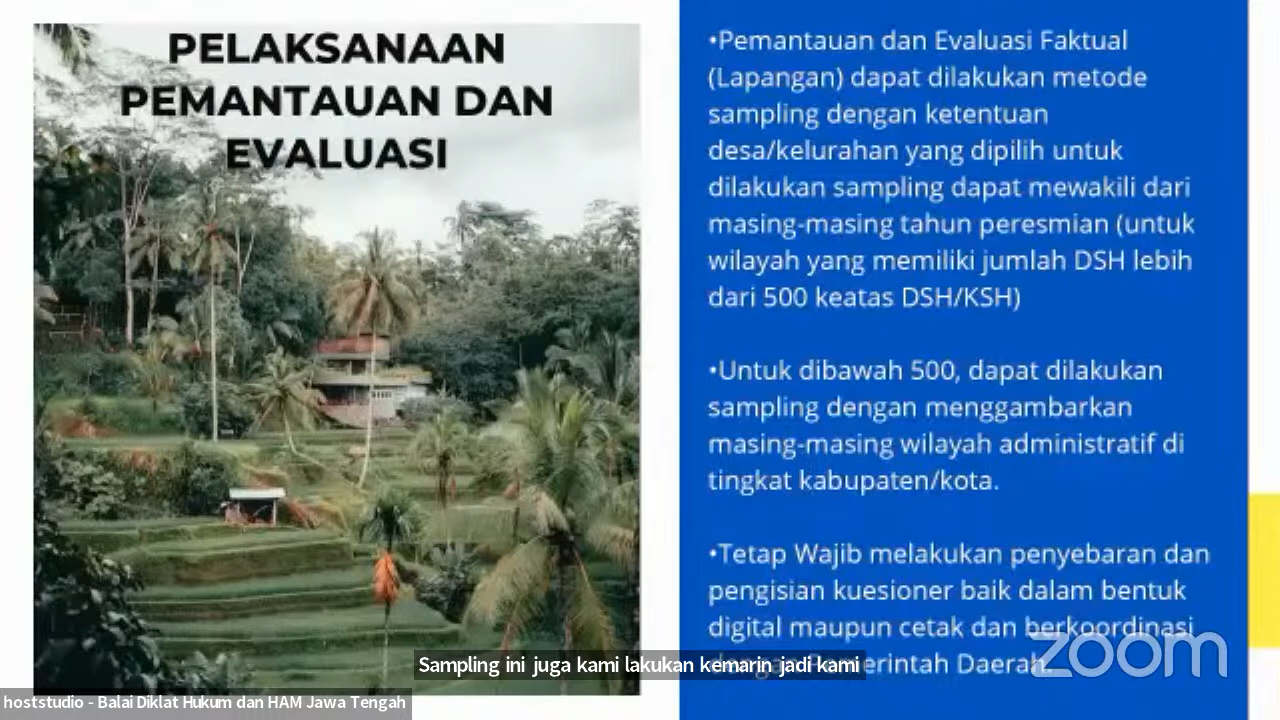 PELAKSANAAN
PEMANTAUAN DAN
EVALUASI
•Pemantauan dan Evaluasi Faktual
(Lapangan) dapat dilakukan metode
sampling dengan ketentuan
desa/kelurahan yang dipilih untuk
dilakukan sampling dapat mewakili dari
masing-masing tahun peresmian (untuk
wilayah yang memiliki jumlah DSH lebih
dari 500 keatas DSH/KSH)
•Untuk dibawah 500, dapat dilakukan
sampling dengan menggambarkan
masing-masing wilayah administratif di
tingkat kabupaten/kota.
•Tetap Wajib melakukan penyebaran dan
pengisian kuesioner baik dalam bentuk
digital maupun cetak dan berkoordinasi
dengan Pemerintah Daerah.
zoom
Sampling ini juga kami lakukan kemarin jadi kami
hoststudio - Balai Diklat Hukum dan HAM Jawa Tengah